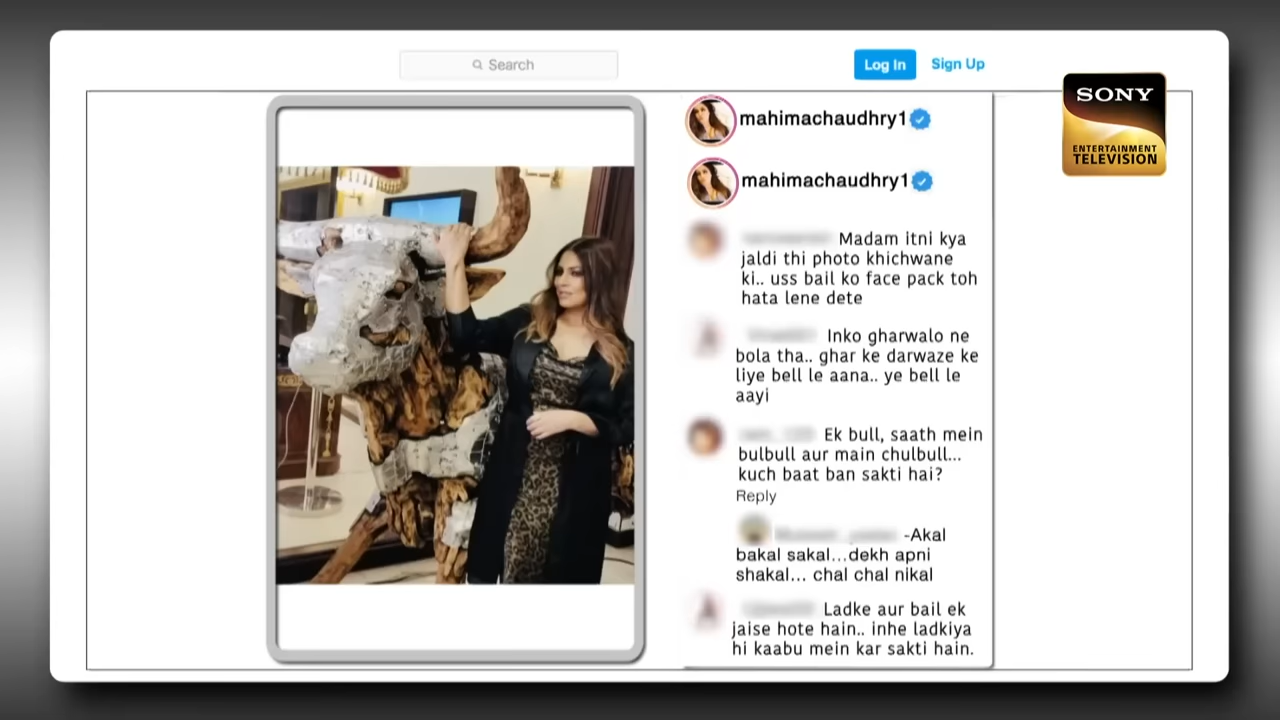 Search
Log In
Sign Up
SONY
ENTERTAINMENT
TELEVISION
mahimachaudhry1
mahimachaudhry1
Madam itni kya
jaldi thi photo khichwane
ki.. uss bail ko face pack toh
hata lene dete
Inko gharwalo ne
bola tha.. ghar ke darwaze ke
liye bell le aana.. ye bell le
aayi
Ek bull, saath mein
bulbull aur main chulbull...
kuch baat ban sakti hai?
Reply
-Akal
bakal sakal...dekh apni
shakal... chal chal nikal
Ladke aur bail ek
jaise hote hain.. inhe ladkiya
hi kaabu mein kar sakti hain.